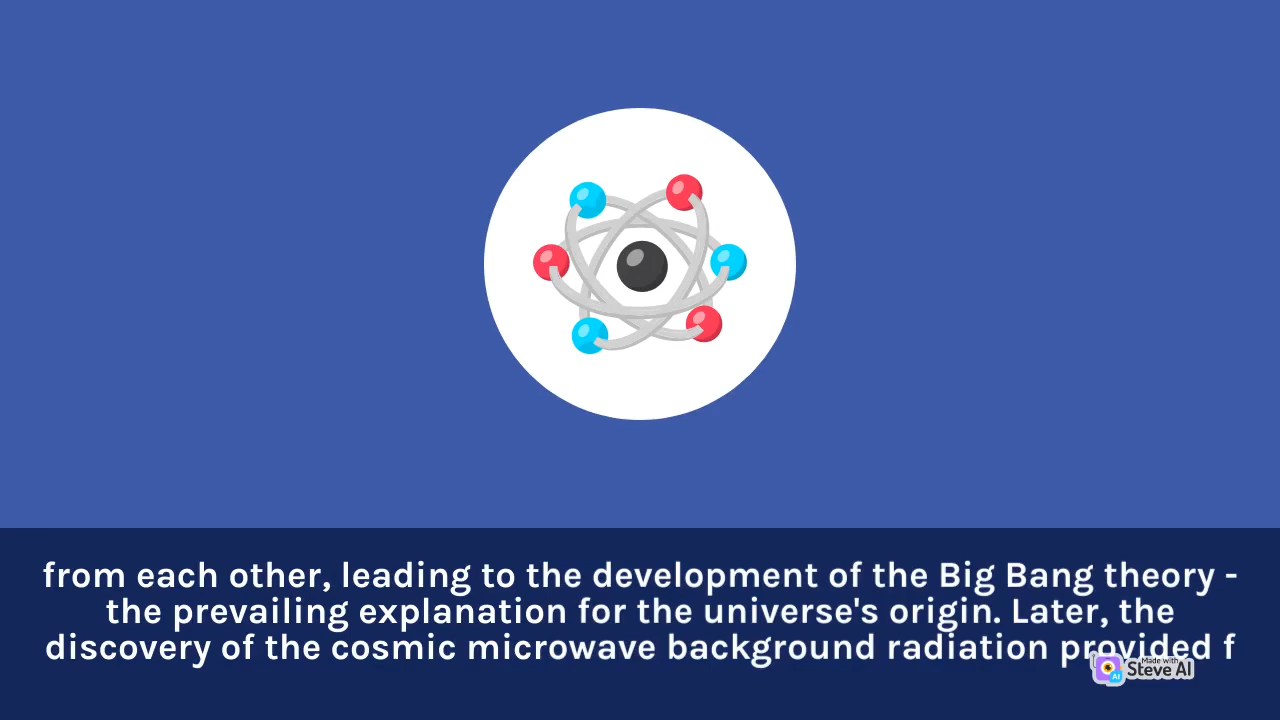 from each other, leading to the development of the Big Bang theory -
the prevailing explanation for the universe's origin. Later, the
discovery of the cosmic microwave background radiation provided f
Made with
Steve AI
AI